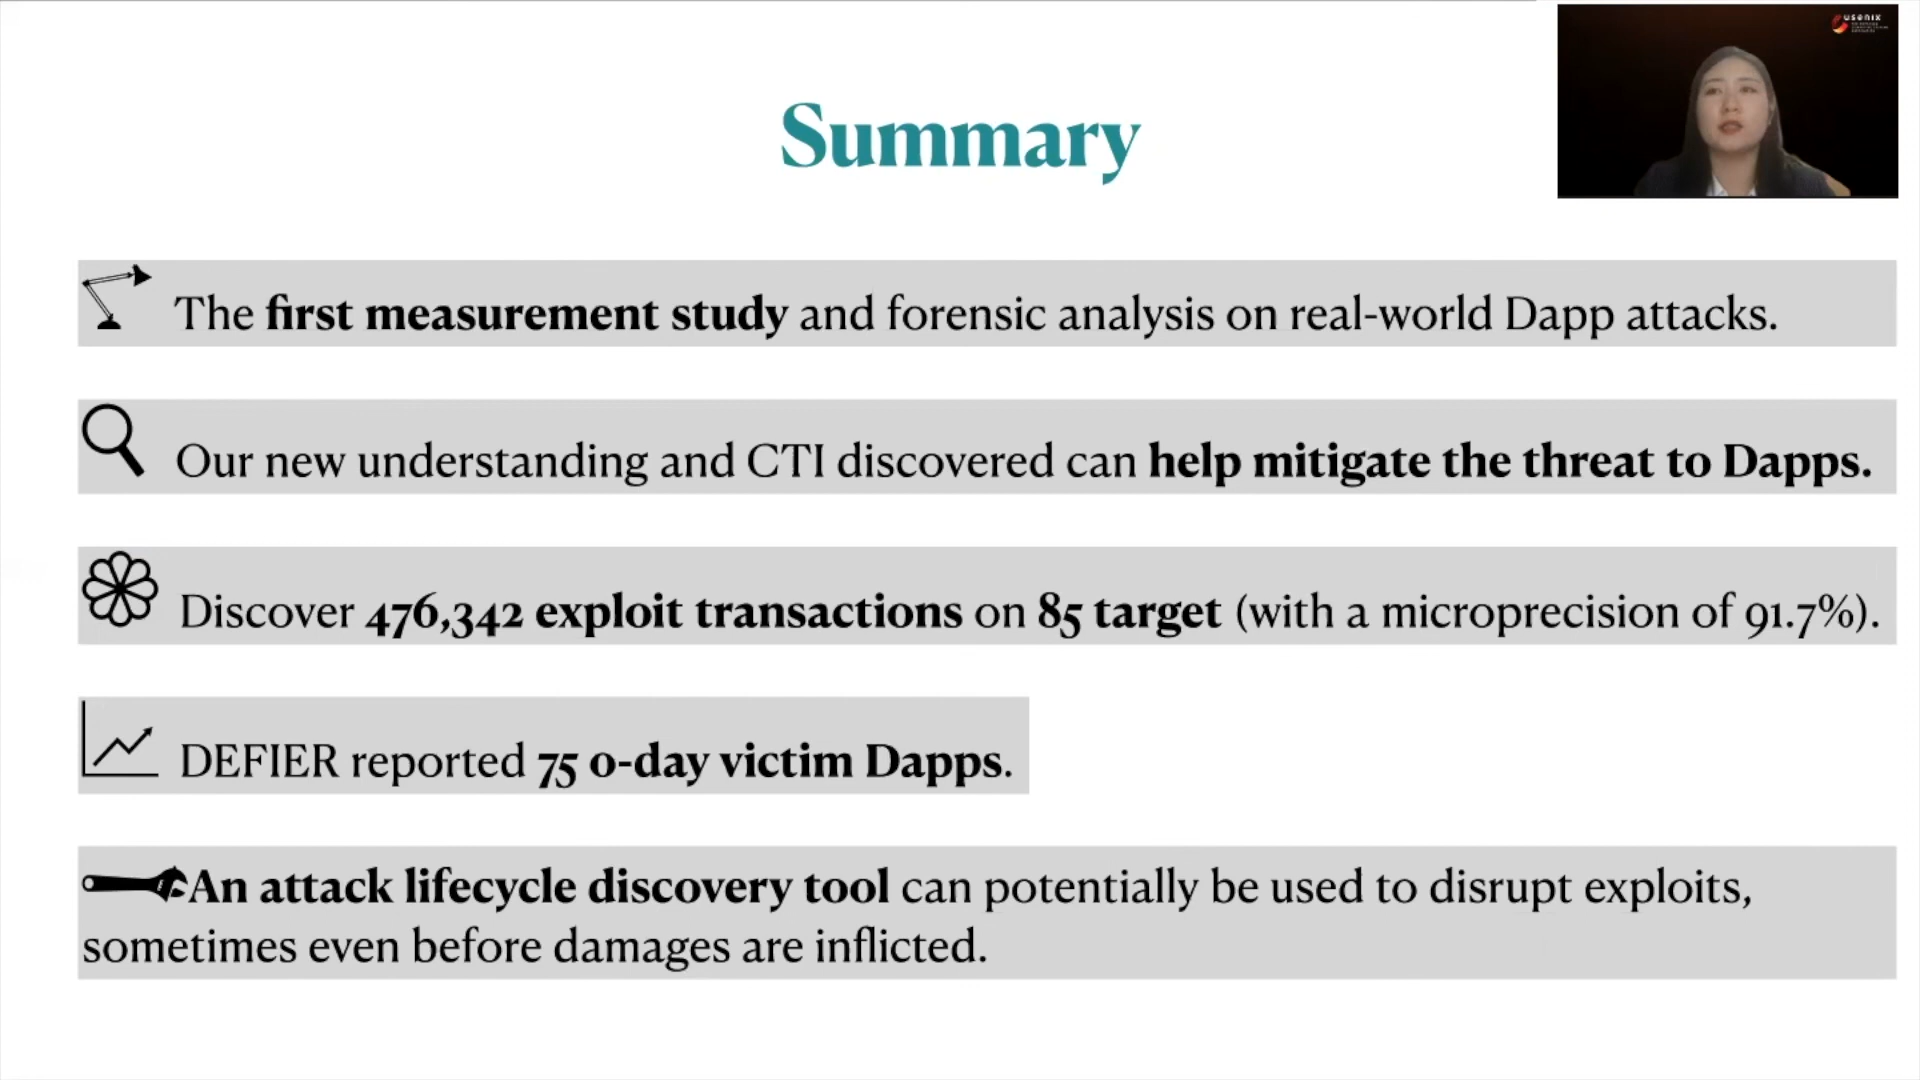 usenix
Summary
The first measurement study and forensic analysis on real-world Dapp attacks.
Our new understanding and CTI discovered can help mitigate the threat to Dapps.
Discover 476,342 exploit transactions on 85 target (with a microprecision of 91.7%).
DEFIER reported 75 0-day victim Dapps.
An attack lifecycle discovery tool can potentially be used to disrupt exploits,
sometimes even before damages are inflicted.